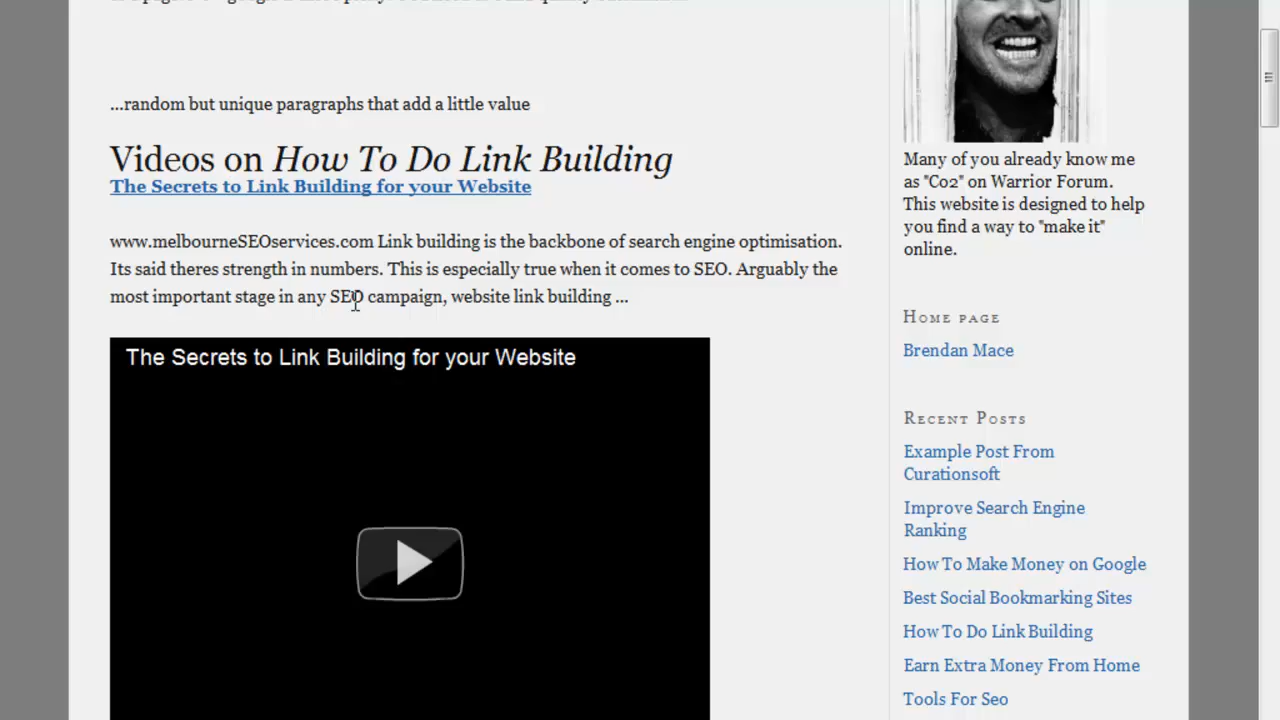 ...random but unique paragraphs that add a little value
Videos on How To Do Link Building
The Secrets to Link Building for your Website
www.melbourneSEOservices.com Link building is the backbone of search engine optimisation.
Its said theres strength in numbers. This is especially true when it comes to SEO. Arguably the
most important stage in any SEO campaign, website link building ...
The Secrets to Link Building for your Website
Many of you already know me
as "Co2" on Warrior Forum.
This website is designed to help
you find a way to "make it"
online.
Home page
Brendan Mace
Recent Posts
Example Post From
Curationsoft
Improve Search Engine
Ranking
How To Make Money on Google
Best Social Bookmarking Sites
How To Do Link Building
Earn Extra Money From Home
Tools For Seo